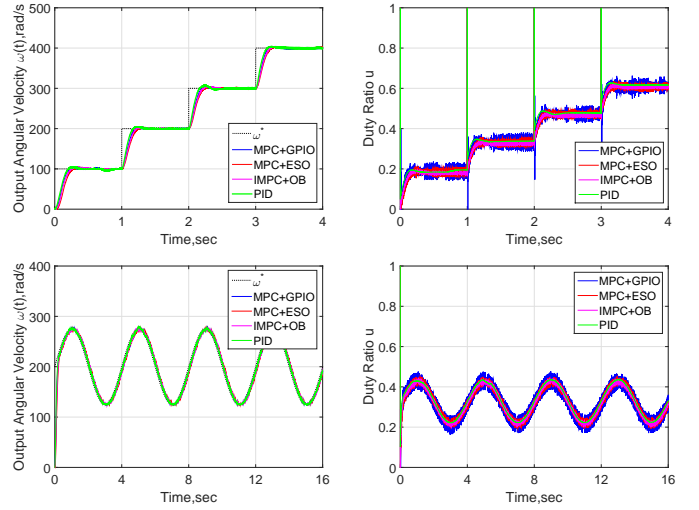 500
400
300
200
100
0
0 1 2 3 4
Time,sec
Output Angular Velocity ω(t),rad/s
ω*
MPC+GPIO
MPC+ESO
IMPC+OB
PID
1
0.8
0.6
0.4
0.2
0
0 1 2 3 4
Time,sec
Duty Ratio u
MPC+GPIO
MPC+ESO
IMPC+OB
PID
400
300
200
100
0
0 4 8 12 16
Time,sec
Output Angular Velocity ω(t),rad/s
ω*
MPC+GPIO
MPC+ESO
IMPC+OB
PID
1
0.8
0.6
0.4
0.2
0
0 4 8 12 16
Time,sec
Duty Ratio u
MPC+GPIO
MPC+ESO
IMPC+OB
PID